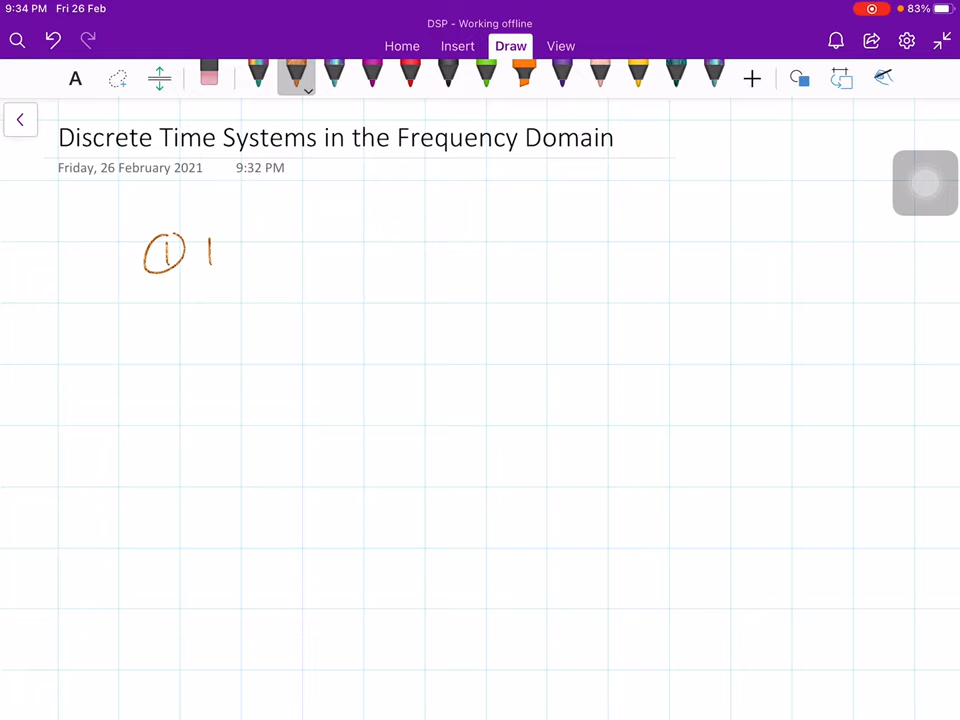 9:34 PM Fri 26 Feb 83%
DSP - Working offline
Home Insert Draw View
A
Discrete Time Systems in the Frequency Domain
Friday, 26 February 2021 9:32 PM
① |